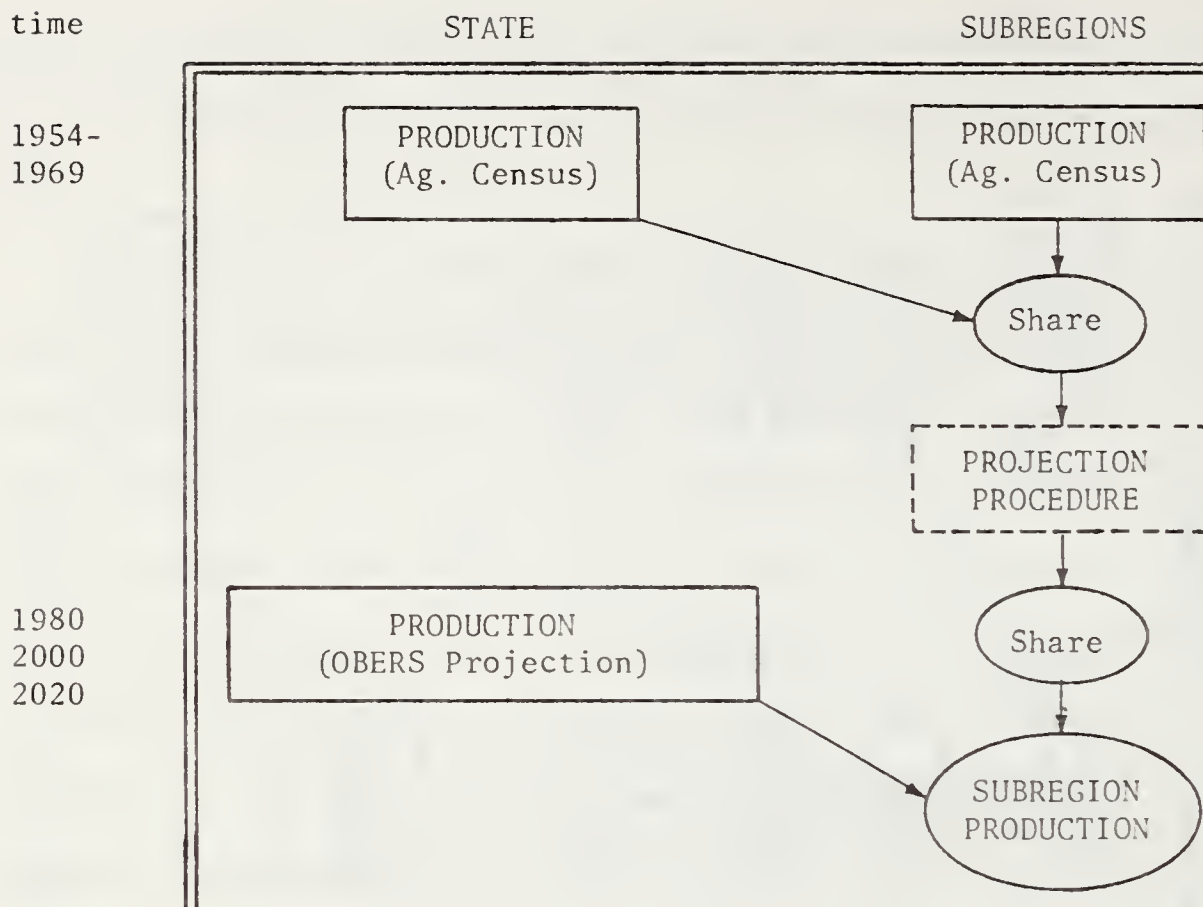 time STATE SUBREGIONS
1954-
1969
PRODUCTION
(Ag. Census)
PRODUCTION
(Ag. Census)
Share
PROJECTION
PROCEDURE
1980
2000
2020
PRODUCTION
(OBERS Projection)
Share
SUBREGION
PRODUCTION